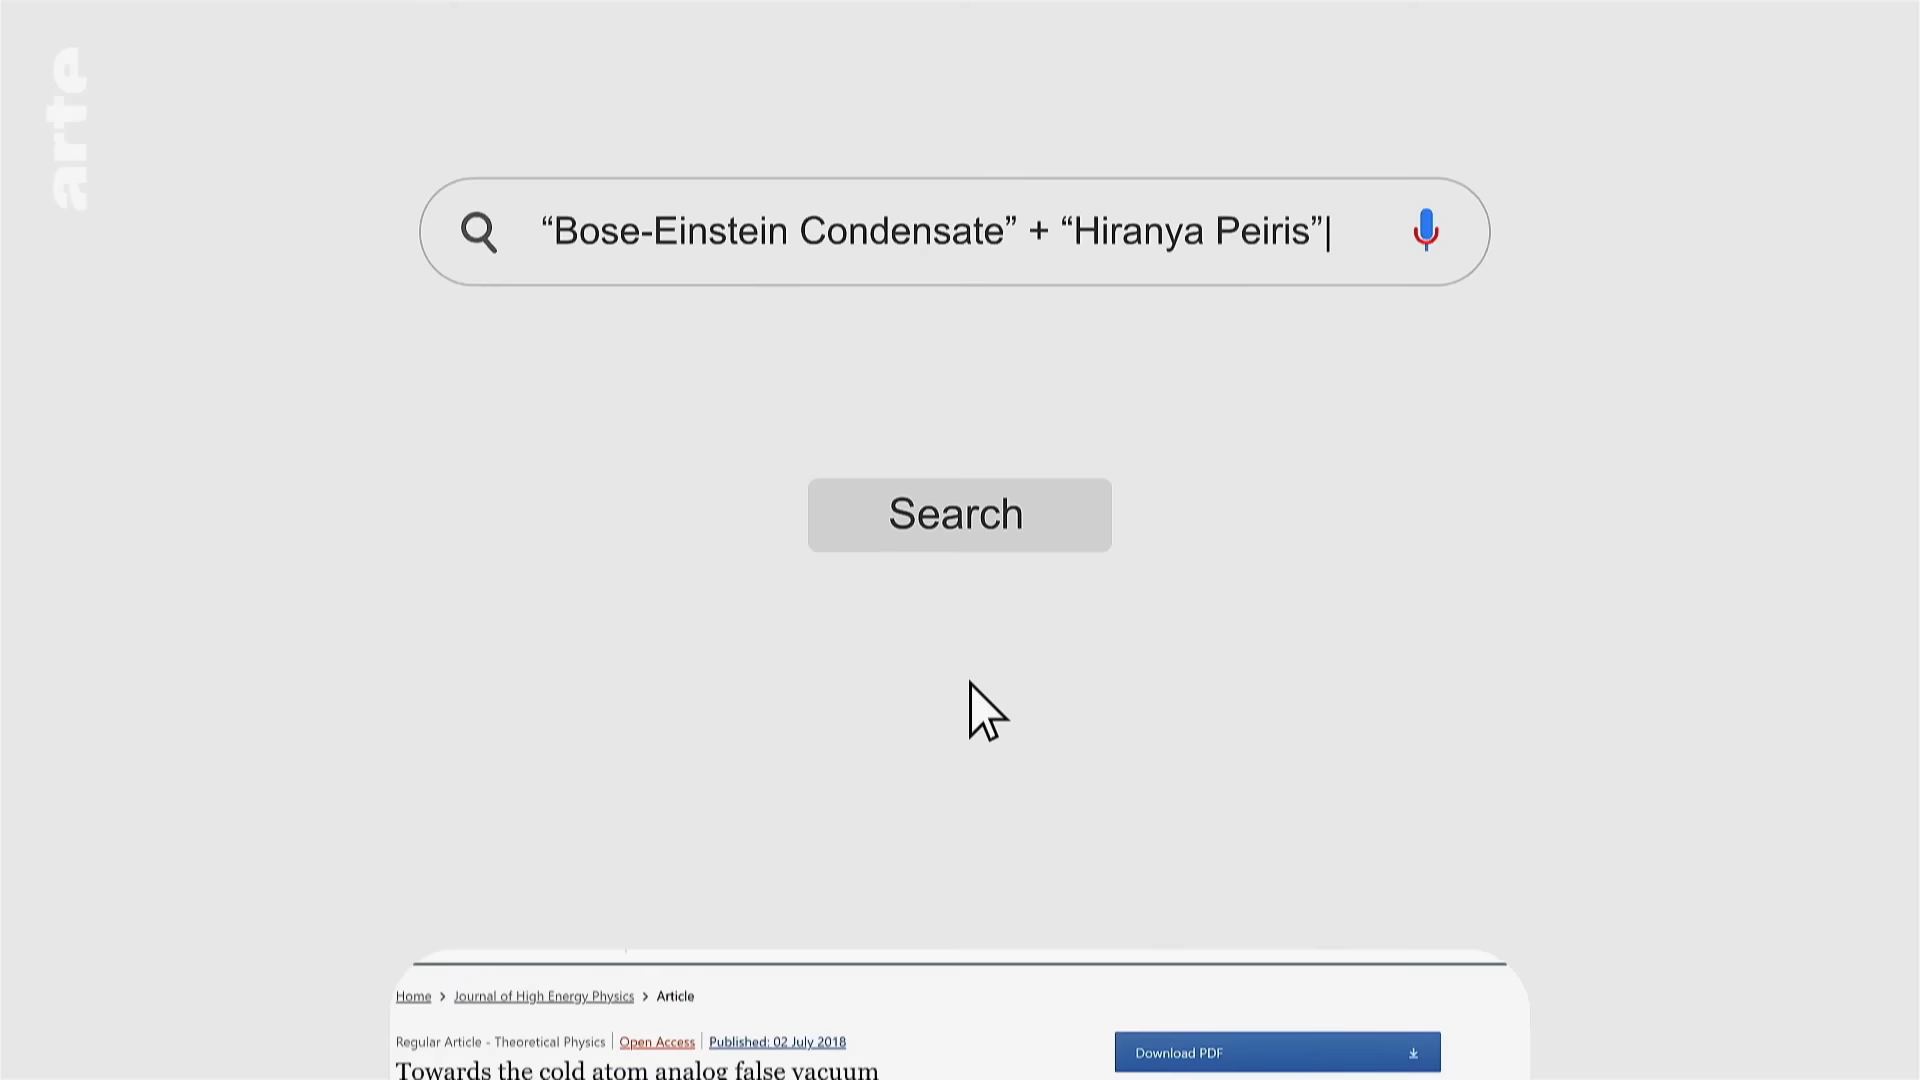 arte
“Bose-Einstein Condensate” + “Hiranya Peiris”|
Search
Home > Journal of High Energy Physics > Article
Regular Article - Theoretical Physics | Open Access | Published: 02 July 2018
Download PDF
Towards the cold atom analog false vacuum